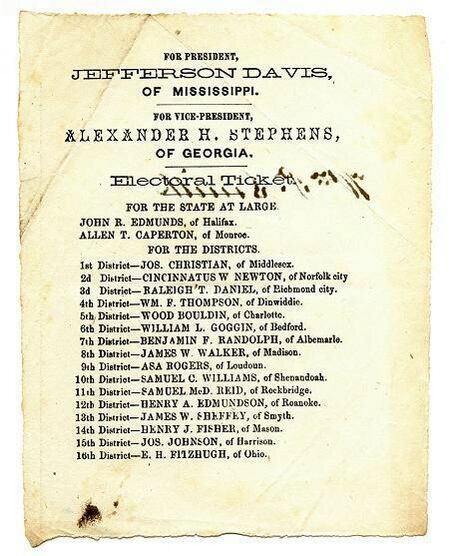 FOR PRESIDENT,
JEFFERSON DAVIS,
OF MISSISSIPPI.
FOR VICE-PRESIDENT,
ALEXANDER H. STEPHENS,
OF GEORGIA.
Electoral Ticket.
FOR THE STATE AT LARGE.
JOHN R. EDMUNDS, of Halifax.
ALLEN T. CAPERTON, of Monroe.
FOR THE DISTRICTS.
1st District—JOS. CHRISTIAN, of Middlesex.
2d District—CINCINNATUS W NEWTON, of Norfolk city
3d District—RALEIGH T. DANIEL, of Richmond city.
4th District—WM. F. THOMPSON, of Dinwiddie.
5th District—WOOD BOULDIN, of Charlotte.
6th District—WILLIAM L. GOGGIN, of Bedford.
7th District—BENJAMIN F. RANDOLPH, of Albemarle.
8th District—JAMES W. WALKER, of Madison.
9th District—ASA ROGERS, of Loudoun.
10th District—SAMUEL C. WILLIAMS, of Shenandoah.
11th District—SAMUEL McD. REID, of Rockbridge.
12th District—HENRY A. EDMUNDSON, of Roanoke.
13th District—JAMES W. SHEFFEY, of Smyth.
14th District—HENRY J. FISHER, of Mason.
15th District—JOS. JOHNSON, of Harrison.
16th District—E. H. FITZHUGH, of Ohio.